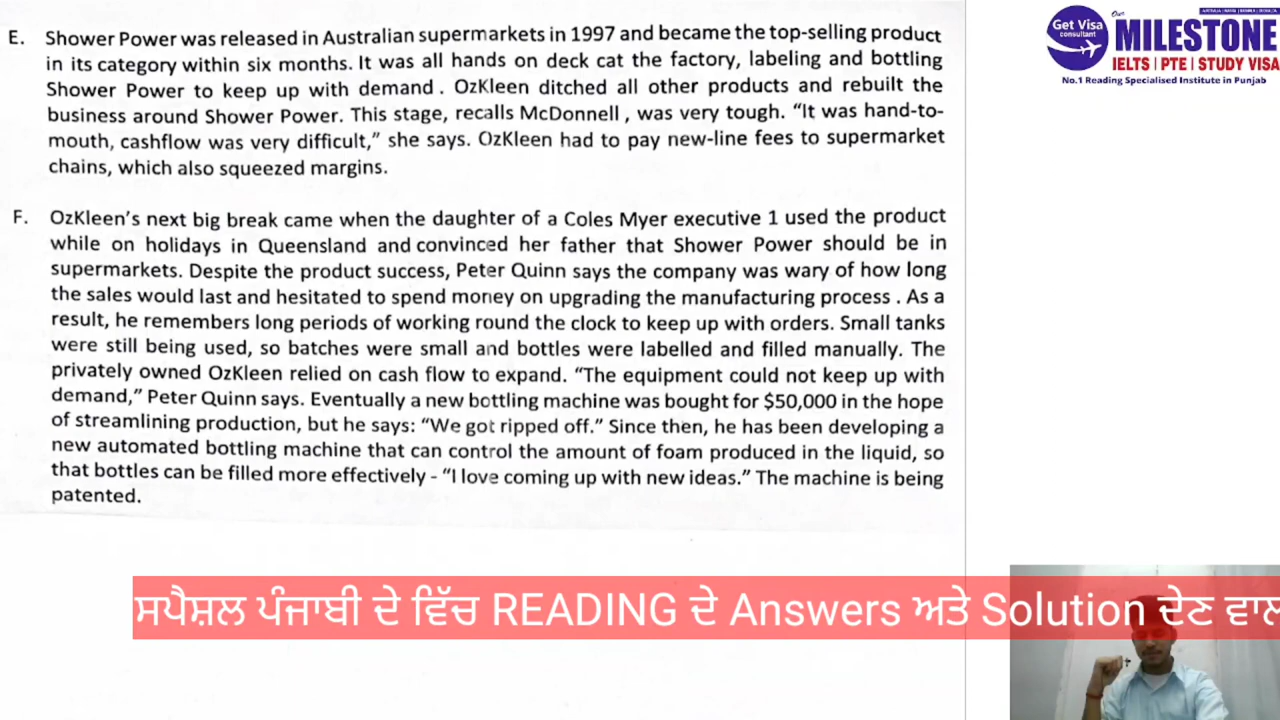 E. Shower Power was released in Australian supermarkets in 1997 and became the top-selling product
in its category within six months. It was all hands on deck cat the factory, labeling and bottling
Shower Power to keep up with demand . OzKleen ditched all other products and rebuilt the
business around Shower Power. This stage, recalls McDonnell , was very tough. “It was hand-to-
mouth, cashflow was very difficult,” she says. OzKleen had to pay new-line fees to supermarket
chains, which also squeezed margins.
F. OzKleen’s next big break came when the daughter of a Coles Myer executive 1 used the product
while on holidays in Queensland and convinced her father that Shower Power should be in
supermarkets. Despite the product success, Peter Quinn says the company was wary of how long
the sales would last and hesitated to spend money on upgrading the manufacturing process . As a
result, he remembers long periods of working round the clock to keep up with orders. Small tanks
were still being used, so batches were small and bottles were labelled and filled manually. The
privately owned OzKleen relied on cash flow to expand. “The equipment could not keep up with
demand,” Peter Quinn says. Eventually a new bottling machine was bought for $50,000 in the hope
of streamlining production, but he says: “We got ripped off.” Since then, he has been developing a
new automated bottling machine that can control the amount of foam produced in the liquid, so
that bottles can be filled more effectively - “I love coming up with new ideas.” The machine is being
patented.
Get Visa
consultant
Our
MILESTONE
IELTS | PTE | STUDY VISA
No.1 Reading Specialised Institute in Punjab
ਸਪੈਸ਼ਲ ਪੰਜਾਬੀ ਦੇ ਵਿੱਚ READING ਦੇ Answers ਅਤੇ Solution ਦੇਣ ਵਾਲ